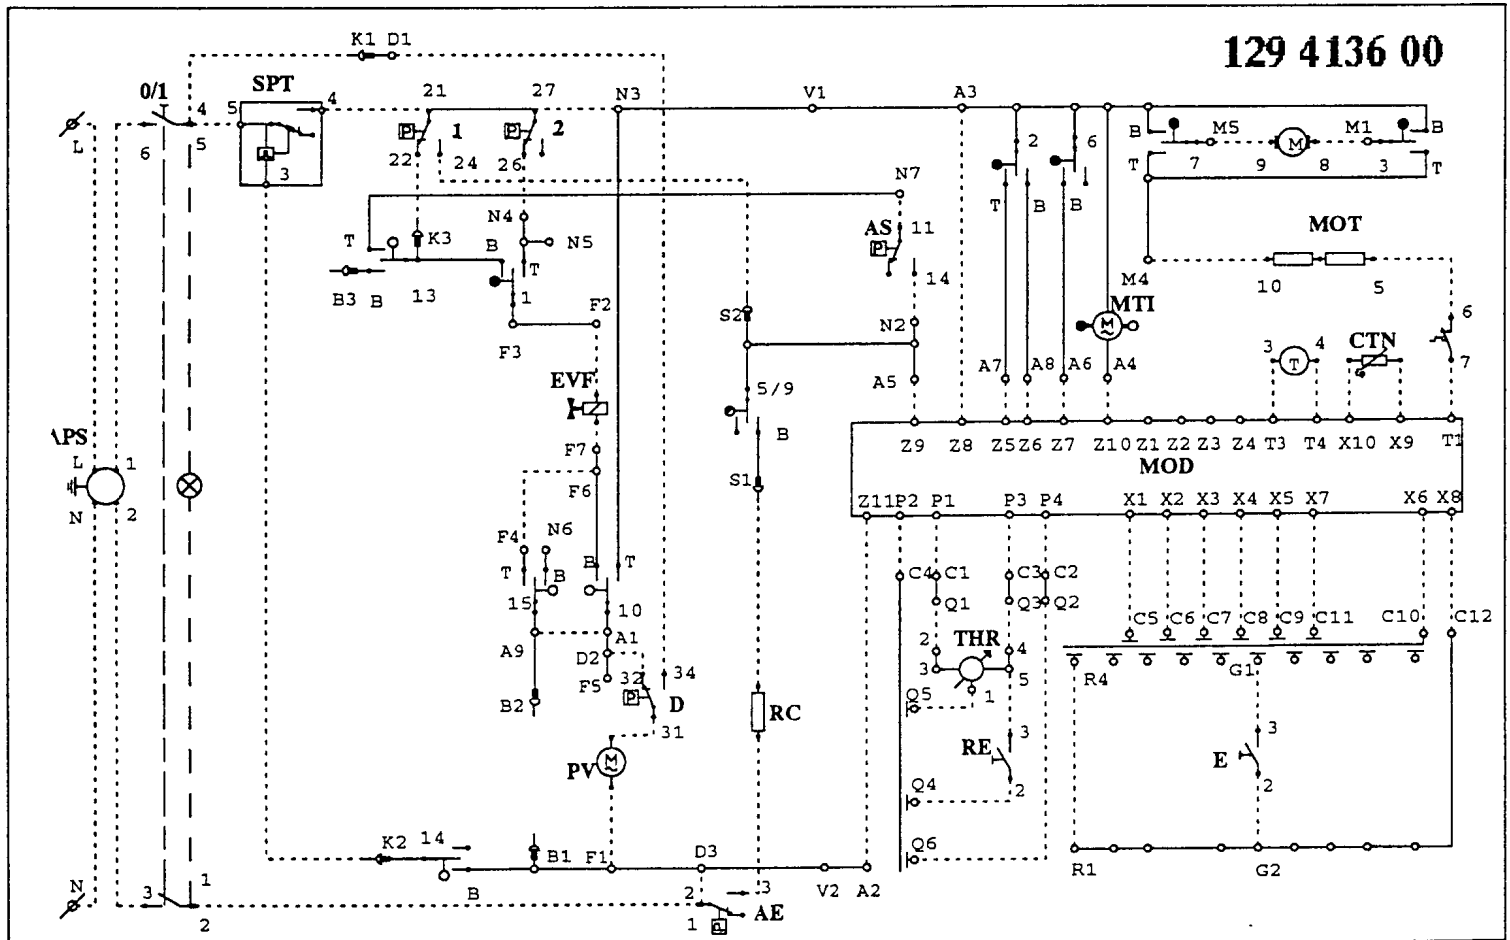 129 4136 00
K1 D1
0/1 SPT
4 5 4 21 27 N3 V1 A3
L 6 5 3
P 1 P 2
22 24 26
2 6
B M5 M M1 B
T 7 9 8 3 T
N7
AS 11
P
14
N4 N5
T K3 B T
B3 B 13 1
F2
F3
S2
N2
MOT
M4 10 5
MTI
M
6
3 4 CTN
T
7
EVF
5/9
A5 A7 A8 A6 A4
T B B
B
Z9 Z8 Z5 Z6 Z7 Z10 Z1 Z2 Z3 Z4 T3 T4 X10 X9 T1
MOD
Z11 P2 P1 P3 P4 X1 X2 X3 X4 X5 X7 X6 X8
APS
L 1
N 2
F7
F6
S1
F4 N6
T B B T
15 10
A9 A1
D2
F5 32 34
B2
P D
31
PV M
RC
C4 C1 C3 C2
Q1 Q3 Q2
C5 C6 C7 C8 C9 C11 C10 C12
2 THR 4
3 5
Q5 1
R4 G1
RE 3
2
Q4
E 3
2
Q6
K2 14
B B1 F1 D3 V2 A2
R1 G2
N 3 1
2
2 3
1 AE